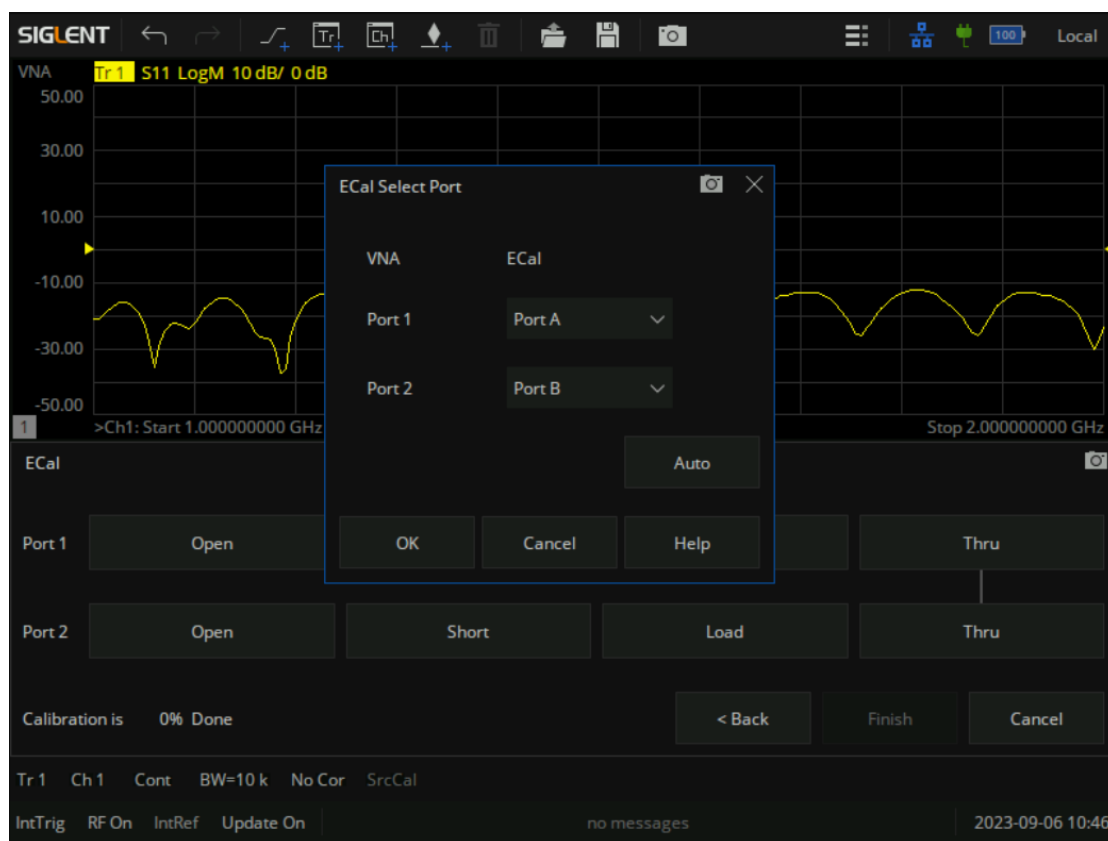 SIGLENT Tr Ch 100 Local
VNA Tr 1 S11 LogM 10 dB/ 0 dB
50.00
30.00
10.00
-10.00
-30.00
-50.00
1 >Ch1: Start 1.000000000 GHz Stop 2.000000000 GHz
ECal Select Port
VNA ECal
Port 1 Port A
Port 2 Port B
Auto
OK Cancel Help
ECal
Port 1 Open Thru
Port 2 Open Short Load Thru
Calibration is 0% Done < Back Finish Cancel
Tr 1 Ch 1 Cont BW=10 k No Cor SrcCal
IntTrig RF On IntRef Update On no messages 2023-09-06 10:46